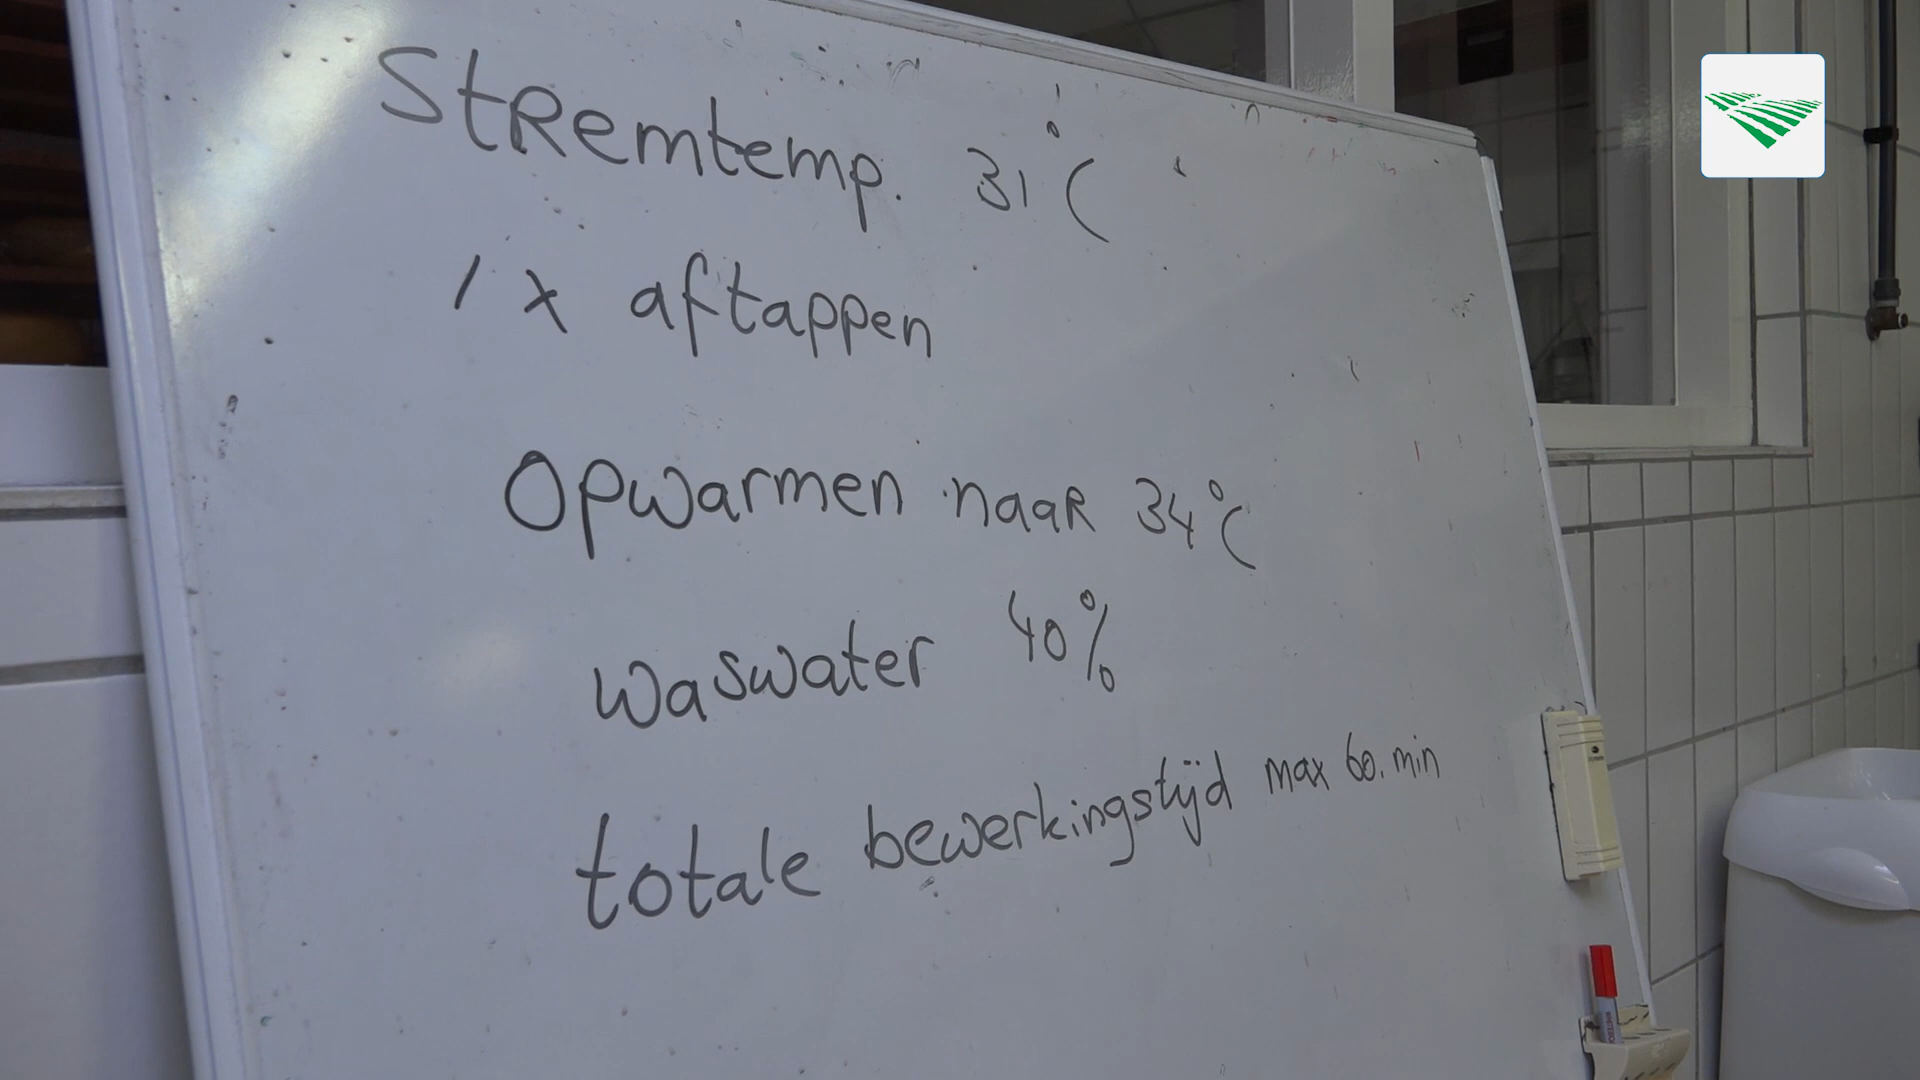 Stremtemp. 31°C
1 x aftappen
Opwarmen naar 34°C
Waswater 40%
totale bewerkingstijd max 60. min